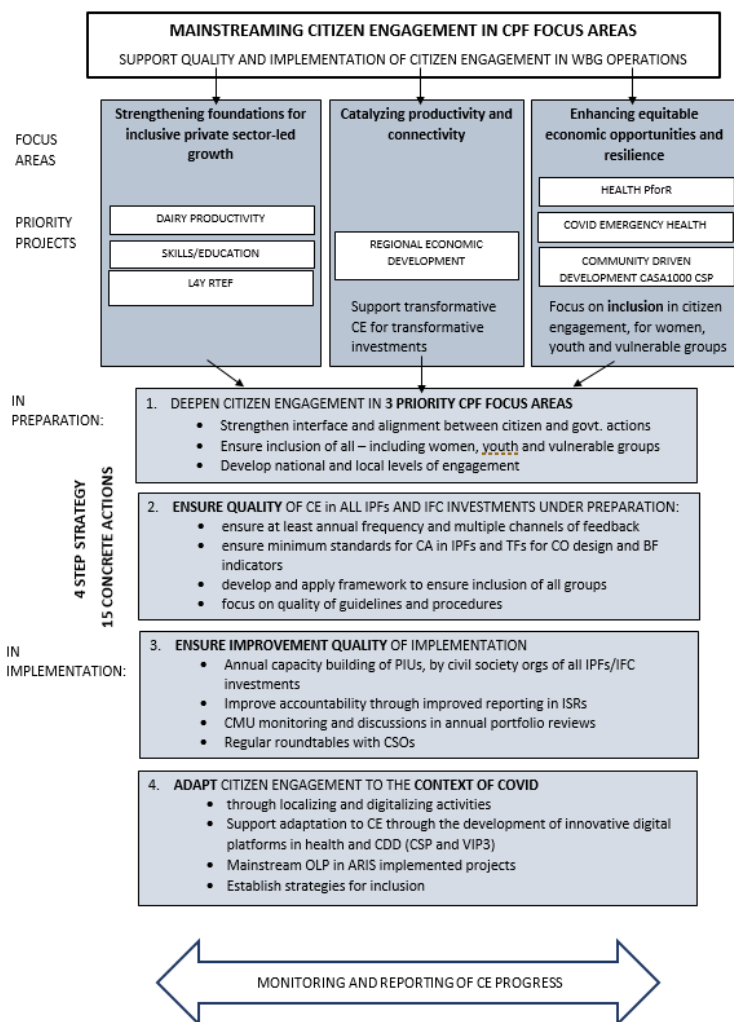 MAINSTREAMING CITIZEN ENGAGEMENT IN CPF FOCUS AREAS
SUPPORT QUALITY AND IMPLEMENTATION OF CITIZEN ENGAGEMENT IN WBG OPERATIONS
FOCUS
AREAS
Strengthening foundations for
inclusive private sector-led
growth
Catalyzing productivity and
connectivity
Enhancing equitable
economic opportunities and
resilience
PRIORITY
PROJECTS
DAIRY PRODUCTIVITY
SKILLS/EDUCATION
L4Y RTEF
REGIONAL ECONOMIC
DEVELOPMENT
Support transformative
CE for transformative
investments
HEALTH PforR
COVID EMERGENCY HEALTH
COMMUNITY DRIVEN
DEVELOPMENT CASA1000 CSP
Focus on inclusion in citizen
engagement, for women,
youth and vulnerable groups
IN
PREPARATION:
4 STEP STRATEGY
15 CONCRETE ACTIONS
1. DEEPEN CITIZEN ENGAGEMENT IN 3 PRIORITY CPF FOCUS AREAS
• Strengthen interface and alignment between citizen and govt. actions
• Ensure inclusion of all – including women, youth and vulnerable groups
• Develop national and local levels of engagement
2. ENSURE QUALITY OF CE in ALL IPFs AND IFC INVESTMENTS UNDER PREPARATION:
• ensure at least annual frequency and multiple channels of feedback
• ensure minimum standards for CA in IPFs and TFs for CO design and BF
indicators
• develop and apply framework to ensure inclusion of all groups
• focus on quality of guidelines and procedures
IN
IMPLEMENTATION:
3. ENSURE IMPROVEMENT QUALITY OF IMPLEMENTATION
• Annual capacity building of PIUs, by civil society orgs of all IPFs/IFC
investments
• Improve accountability through improved reporting in ISRs
• CMU monitoring and discussions in annual portfolio reviews
• Regular roundtables with CSOs
4. ADAPT CITIZEN ENGAGEMENT TO THE CONTEXT OF COVID
• through localizing and digitalizing activities
• Support adaptation to CE through the development of innovative digital
platforms in health and CDD (CSP and VIP3)
• Mainstream OLP in ARIS implemented projects
• Establish strategies for inclusion
MONITORING AND REPORTING OF CE PROGRESS